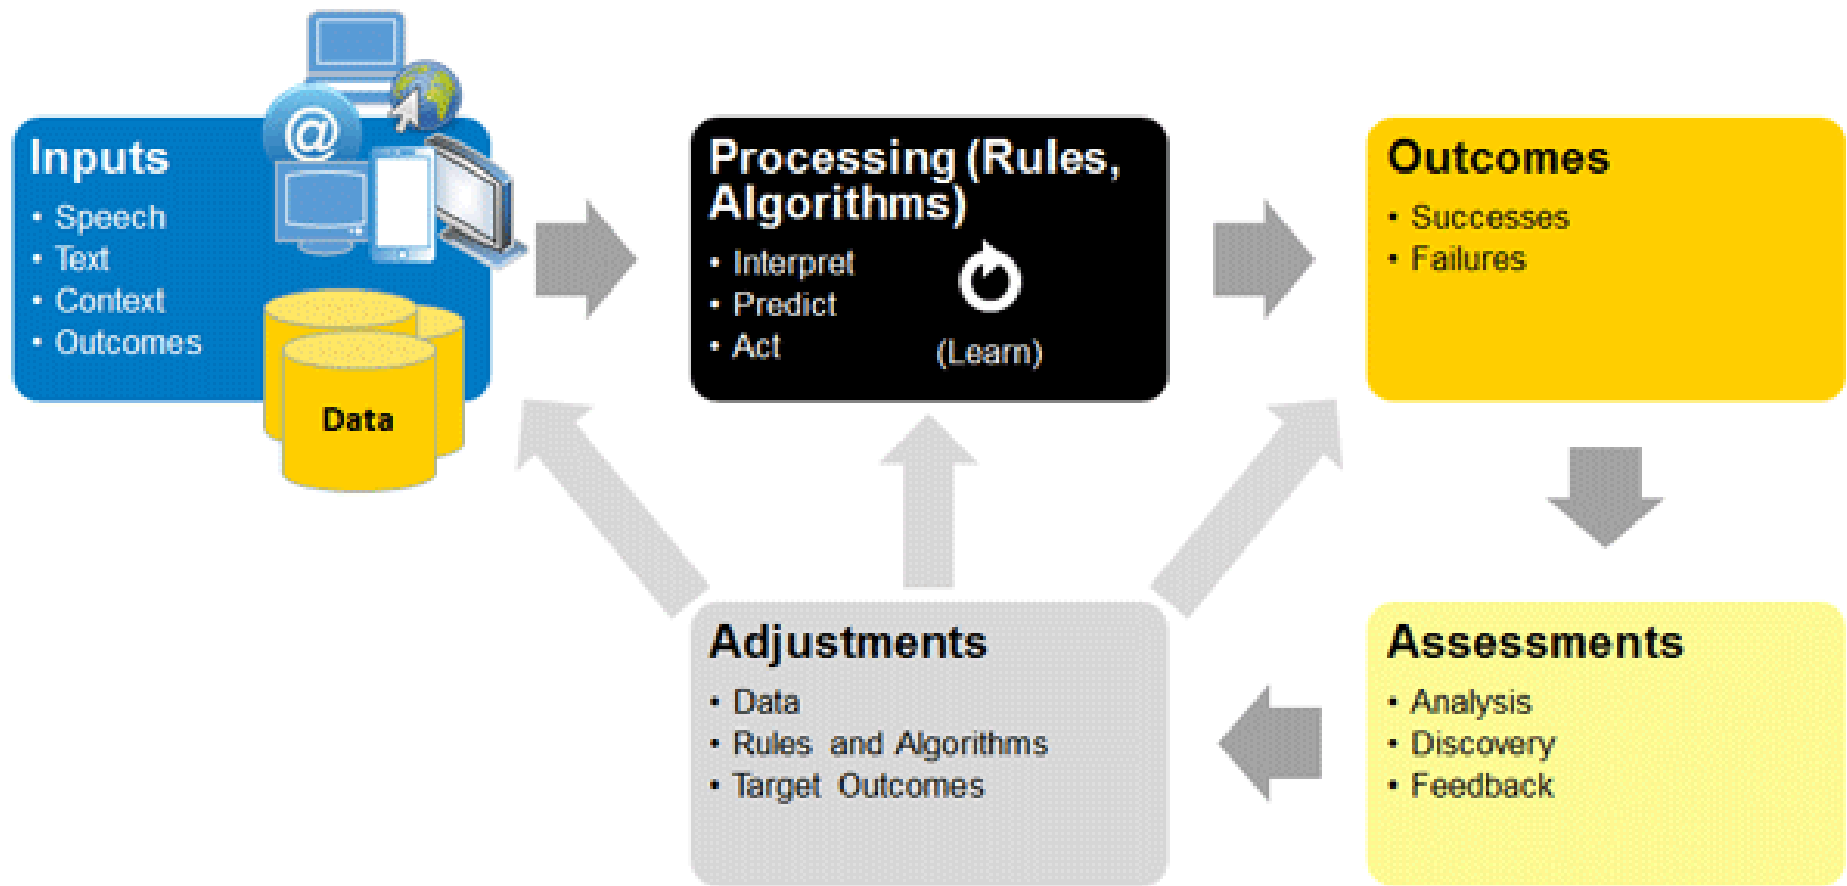 Inputs
• Speech
• Text
• Context
• Outcomes
@
Data
Processing (Rules,
Algorithms)
• Interpret
• Predict
• Act
(Learn)
Outcomes
• Successes
• Failures
Adjustments
• Data
• Rules and Algorithms
• Target Outcomes
Assessments
• Analysis
• Discovery
• Feedback